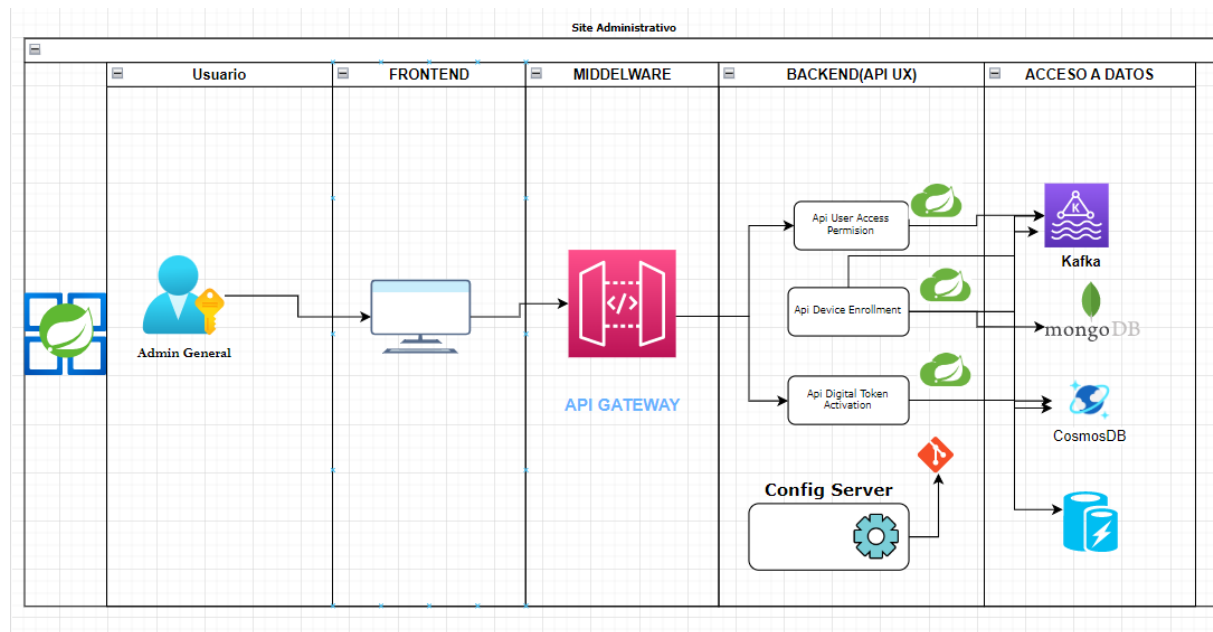 Site Administrativo
Usuario
FRONTEND
MIDDELWARE
BACKEND(API UX)
ACCESO A DATOS
Admin General
API GATEWAY
Api User Access
Permision
Api Device Enrollment
Api Digital Token
Activation
Config Server
K
Kafka
mongoDB
CosmosDB